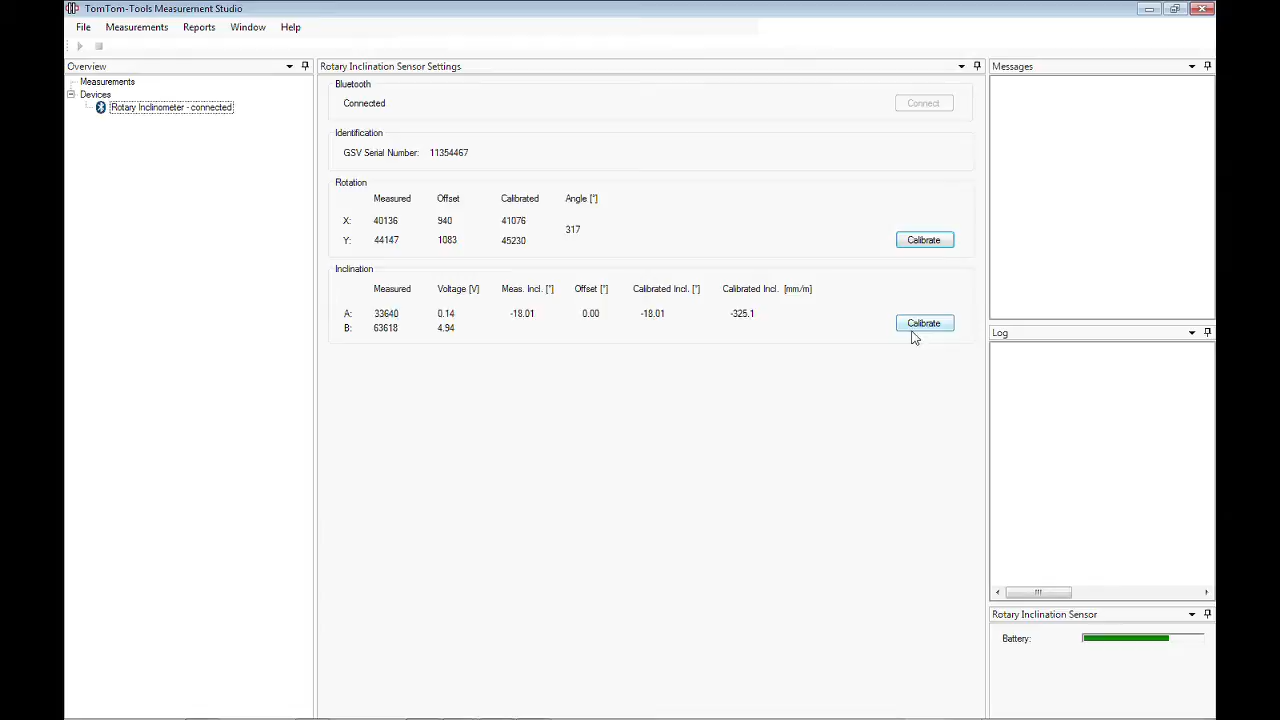 TomTom-Tools Measurement Studio
File Measurements Reports Window Help
Overview
Measurements
Devices
Rotary Inclinometer - connected
Rotary Inclination Sensor Settings
Bluetooth
Connected
Connect
Identification
GSV Serial Number: 11354467
Rotation
Measured Offset Calibrated Angle [°]
X: 40136 940 41076
317
Y: 44147 1083 45230
Calibrate
Inclination
Measured Voltage [V] Meas. Incl. [°] Offset [°] Calibrated Incl. [°] Calibrated Incl. [mm/m]
A: 33640 0.14 -18.01 0.00 -18.01 -325.1
B: 63618 4.94
Calibrate
Messages
Log
Rotary Inclination Sensor
Battery: